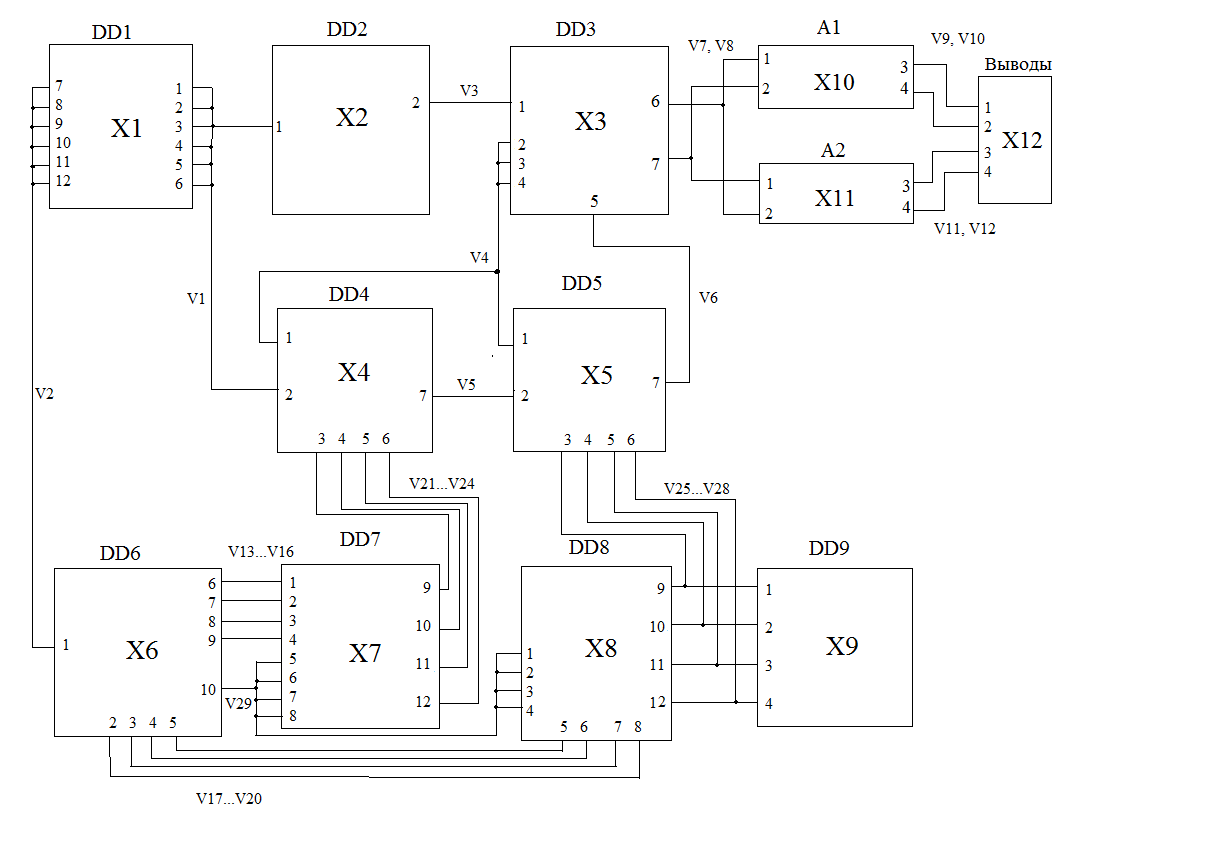 DD1
7
8
9
10
11
12
X1
1
2
3
4
5
6
DD2
1
X2
2
V3
DD3
1
2
3
4
X3
5
6
7
V7, V8
A1
1
2
X10
3
4
V9, V10
A2
1
2
X11
3
4
V11, V12
Выводы
1
2
3
4
X12
V1
V2
V4
DD4
1
2
X4
7
3 4 5 6
V5
DD5
1
2
X5
7
3 4 5 6
V6
V21...V24
V25...V28
DD6
1
X6
6
7
8
9
10
2 3 4 5
V13...V16
V29
DD7
1
2
3
4
5
6
7
8
X7
9
10
11
12
DD8
1
2
3
4
X8
9
10
11
12
5 6 7 8
DD9
1
2
3
4
X9
V17...V20